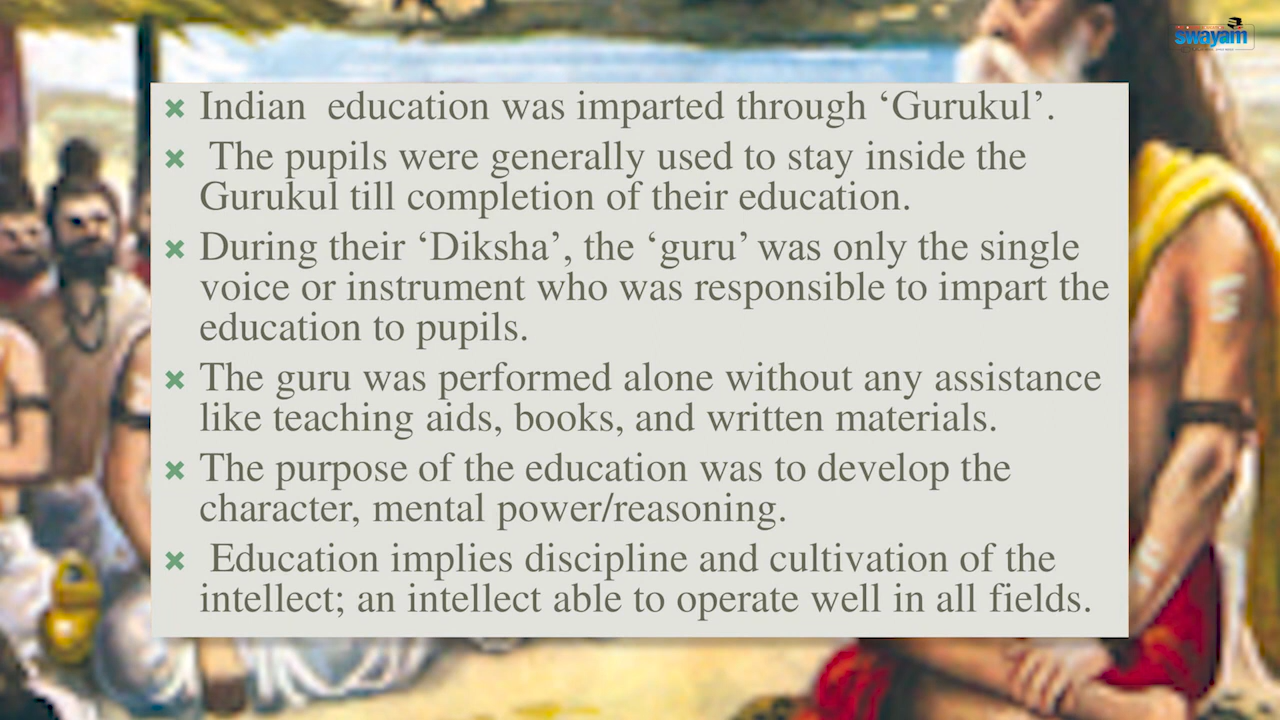 swayam
Indian education was imparted through ‘Gurukul’.
The pupils were generally used to stay inside the
Gurukul till completion of their education.
During their ‘Diksha’, the ‘guru’ was only the single
voice or instrument who was responsible to impart the
education to pupils.
The guru was performed alone without any assistance
like teaching aids, books, and written materials.
The purpose of the education was to develop the
character, mental power/reasoning.
Education implies discipline and cultivation of the
intellect; an intellect able to operate well in all fields.